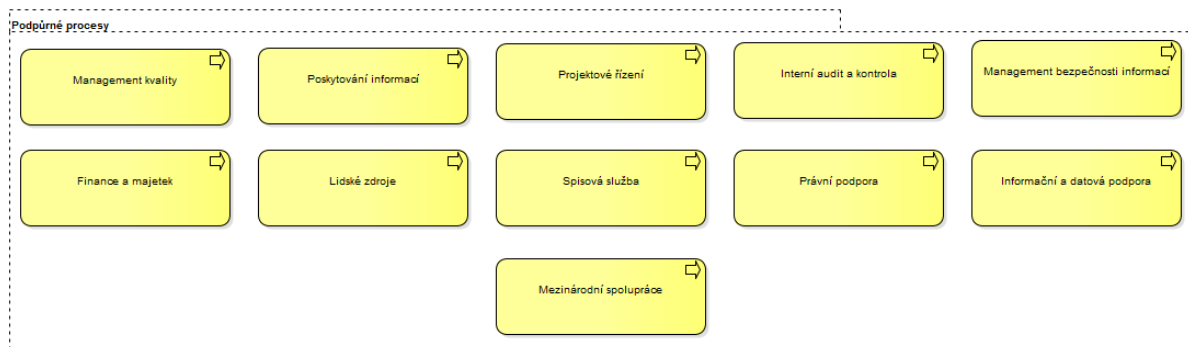 Podpůrné procesy
Management kvality
Poskytování informací
Projektové řízení
Interní audit a kontrola
Management bezpečnosti informací
Finance a majetek
Lidské zdroje
Spisová služba
Právní podpora
Informační a datová podpora
Mezinárodní spolupráce